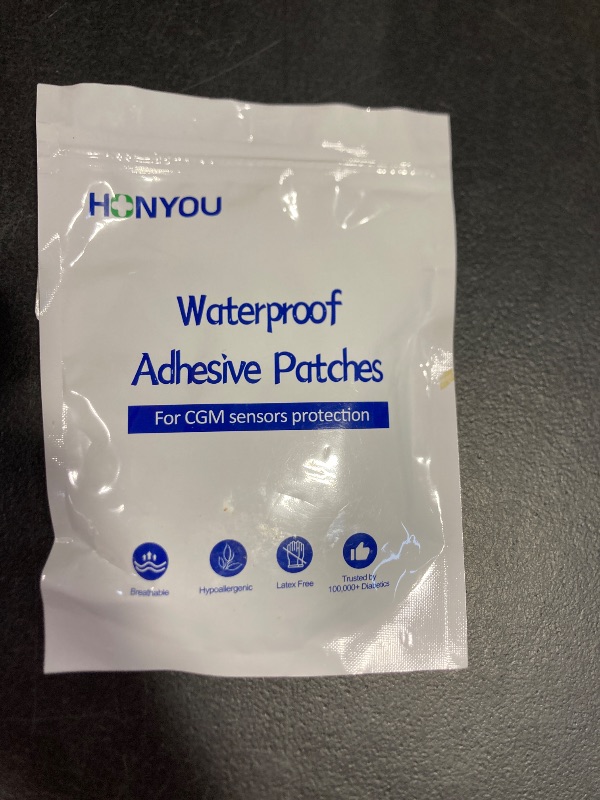 HONYOU
Waterproof
Adhesive Patches
For CGM sensors protection
Breathable
Hypoallergenic
Latex Free
Trusted by
100,000+ Diabetics